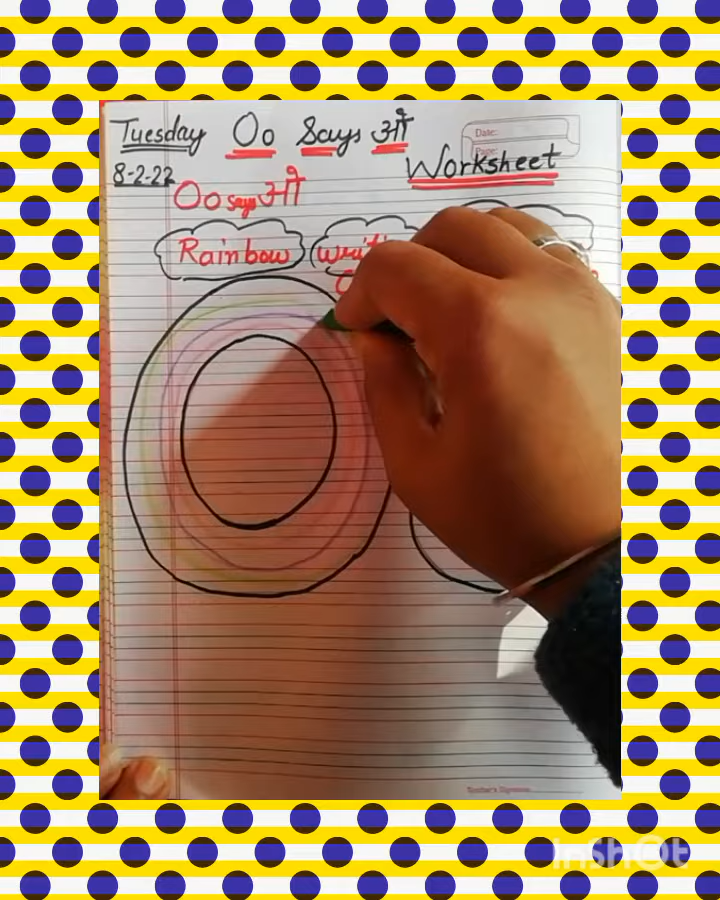 Tuesday Oo Says ओ
Date:
Page:
8-2-22 Worksheet
Oo says ओ
Rainbow
Teacher's Signature
InShOt